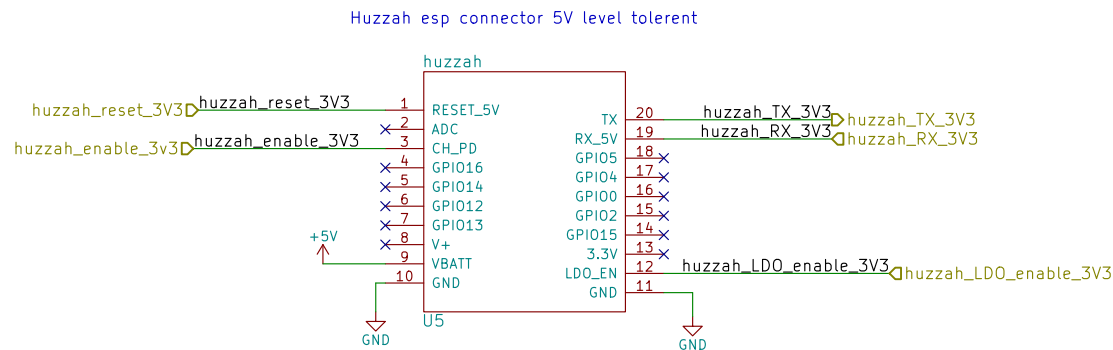 Huzzah esp connector 5V level tolerent
huzzah
huzzah_reset_3V3 huzzah_reset_3V3 1 RESET_5V
2 ADC
huzzah_enable_3v3 huzzah_enable_3V3 3 CH_PD
4 GPIO16
5 GPIO14
6 GPIO12
7 GPIO13
8 V+
+5V 9 VBATT
10 GND
GND
TX 20 huzzah_TX_3V3 huzzah_TX_3V3
RX_5V 19 huzzah_RX_3V3 huzzah_RX_3V3
GPIO5 18
GPIO4 17
GPIO0 16
GPIO2 15
GPIO15 14
3.3V 13
LDO_EN 12 huzzah_LDO_enable_3V3 huzzah_LDO_enable_3V3
GND 11
GND
U5